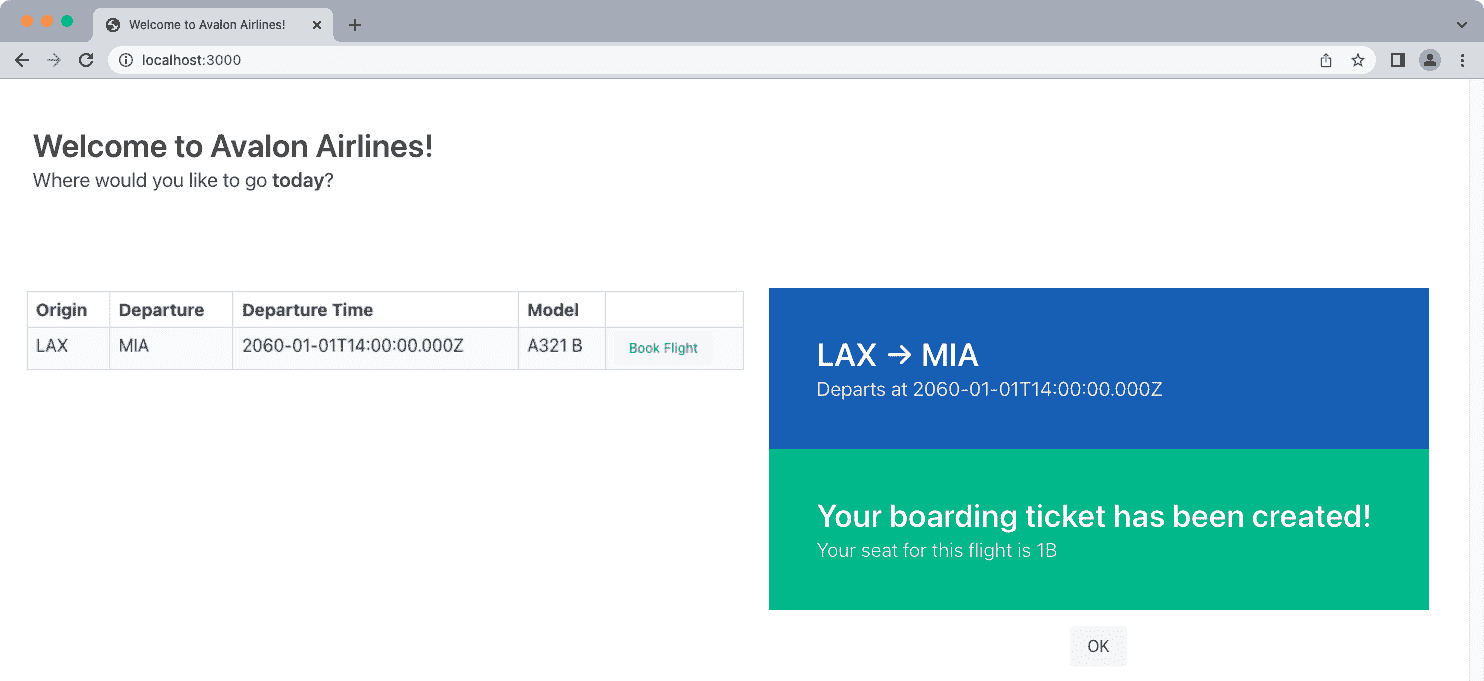 Welcome to Avalon Airlines!
localhost:3000
Welcome to Avalon Airlines!
Where would you like to go today?
Origin Departure Departure Time Model
LAX MIA 2060-01-01T14:00:00.000Z A321 B Book Flight
LAX → MIA
Departs at 2060-01-01T14:00:00.000Z
Your boarding ticket has been created!
Your seat for this flight is 1B
OK